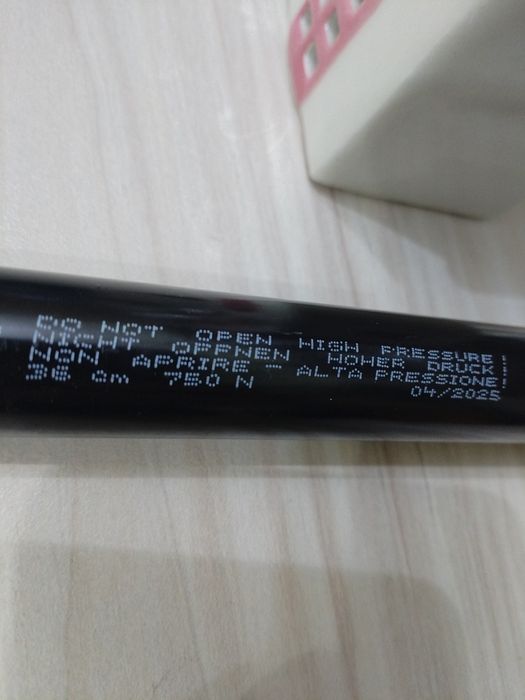 DO NOT OPEN HIGH PRESSURE!
NICHT OFFNEN HOHER DRUCK!
NON APRIRE - ALTA PRESSIONE!
36 cm 750 N
04/2025